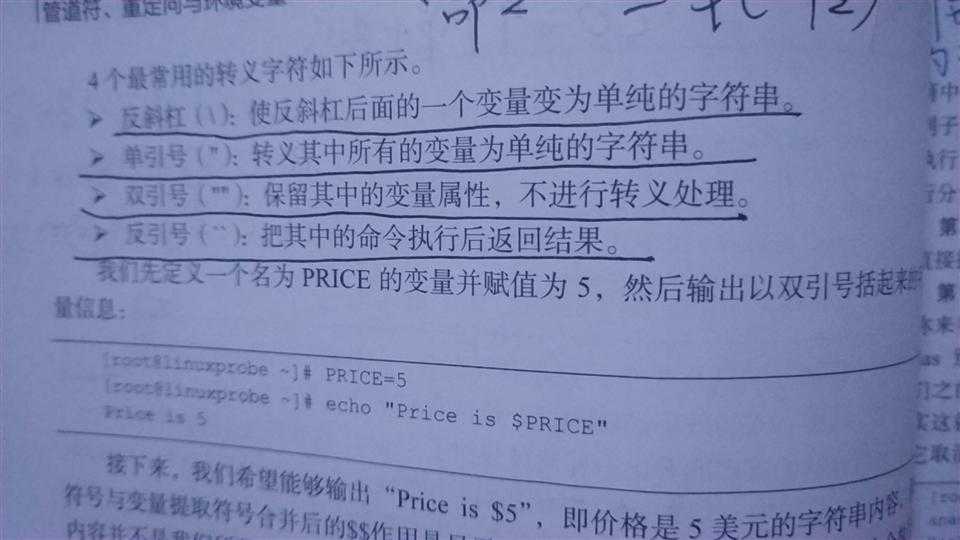 管道符、重定向与环境变量
4个最常用的转义字符如下所示。
➤ 反斜杠（\）：使反斜杠后面的一个变量变为单纯的字符串。
➤ 单引号（''）：转义其中所有的变量为单纯的字符串。
➤ 双引号（""）：保留其中的变量属性，不进行转义处理。
➤ 反引号（``）：把其中的命令执行后返回结果。
我们先定义一个名为 PRICE 的变量并赋值为 5，然后输出以双引号括起来的
量信息：
[root@linuxprobe ~]# PRICE=5
[root@linuxprobe ~]# echo "Price is $PRICE"
Price is 5
接下来，我们希望能够输出“Price is $5”，即价格是 5 美元的字符串内容，
符号与变量提取符号合并后的$$作用是
内容并不是我们